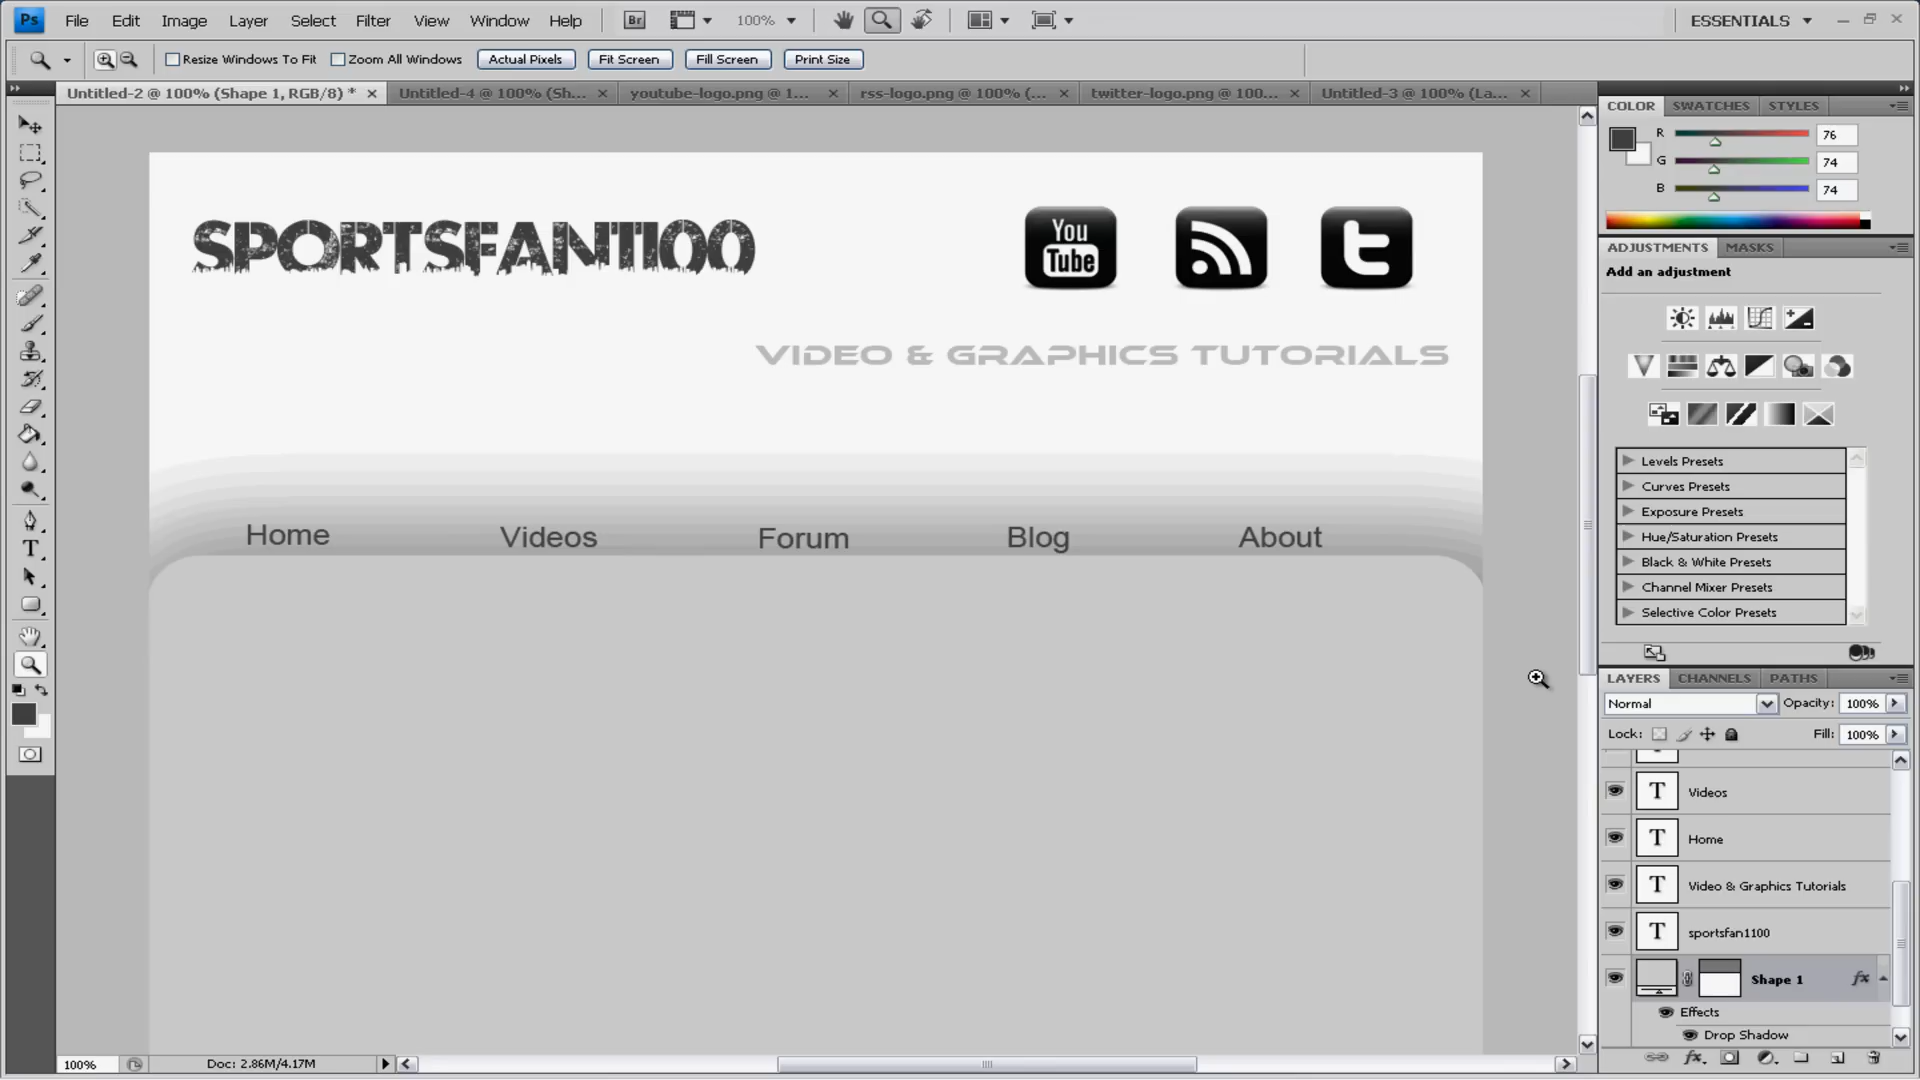 Ps File Edit Image Layer Select Filter View Window Help Br 100% ESSENTIALS
Resize Windows To Fit Zoom All Windows Actual Pixels Fit Screen Fill Screen Print Size
Untitled-2 @ 100% (Shape 1, RGB/8) * Untitled-4 @ 100% (Sh... youtube-logo.png @ 1... rss-logo.png @ 100% (... twitter-logo.png @ 100... Untitled-3 @ 100% (La...
COLOR SWATCHES STYLES
R 76
G 74
B 74
SPORTSFAN1100
You
Tube
t
VIDEO & GRAPHICS TUTORIALS
Home Videos Forum Blog About
ADJUSTMENTS MASKS
Add an adjustment
Levels Presets
Curves Presets
Exposure Presets
Hue/Saturation Presets
Black & White Presets
Channel Mixer Presets
Selective Color Presets
LAYERS CHANNELS PATHS
Normal Opacity: 100%
Lock: Fill: 100%
T Videos
T Home
T Video & Graphics Tutorials
T sportsfan1100
Shape 1 fx
Effects
Drop Shadow
fx
T
100% Doc: 2.86M/4.17M